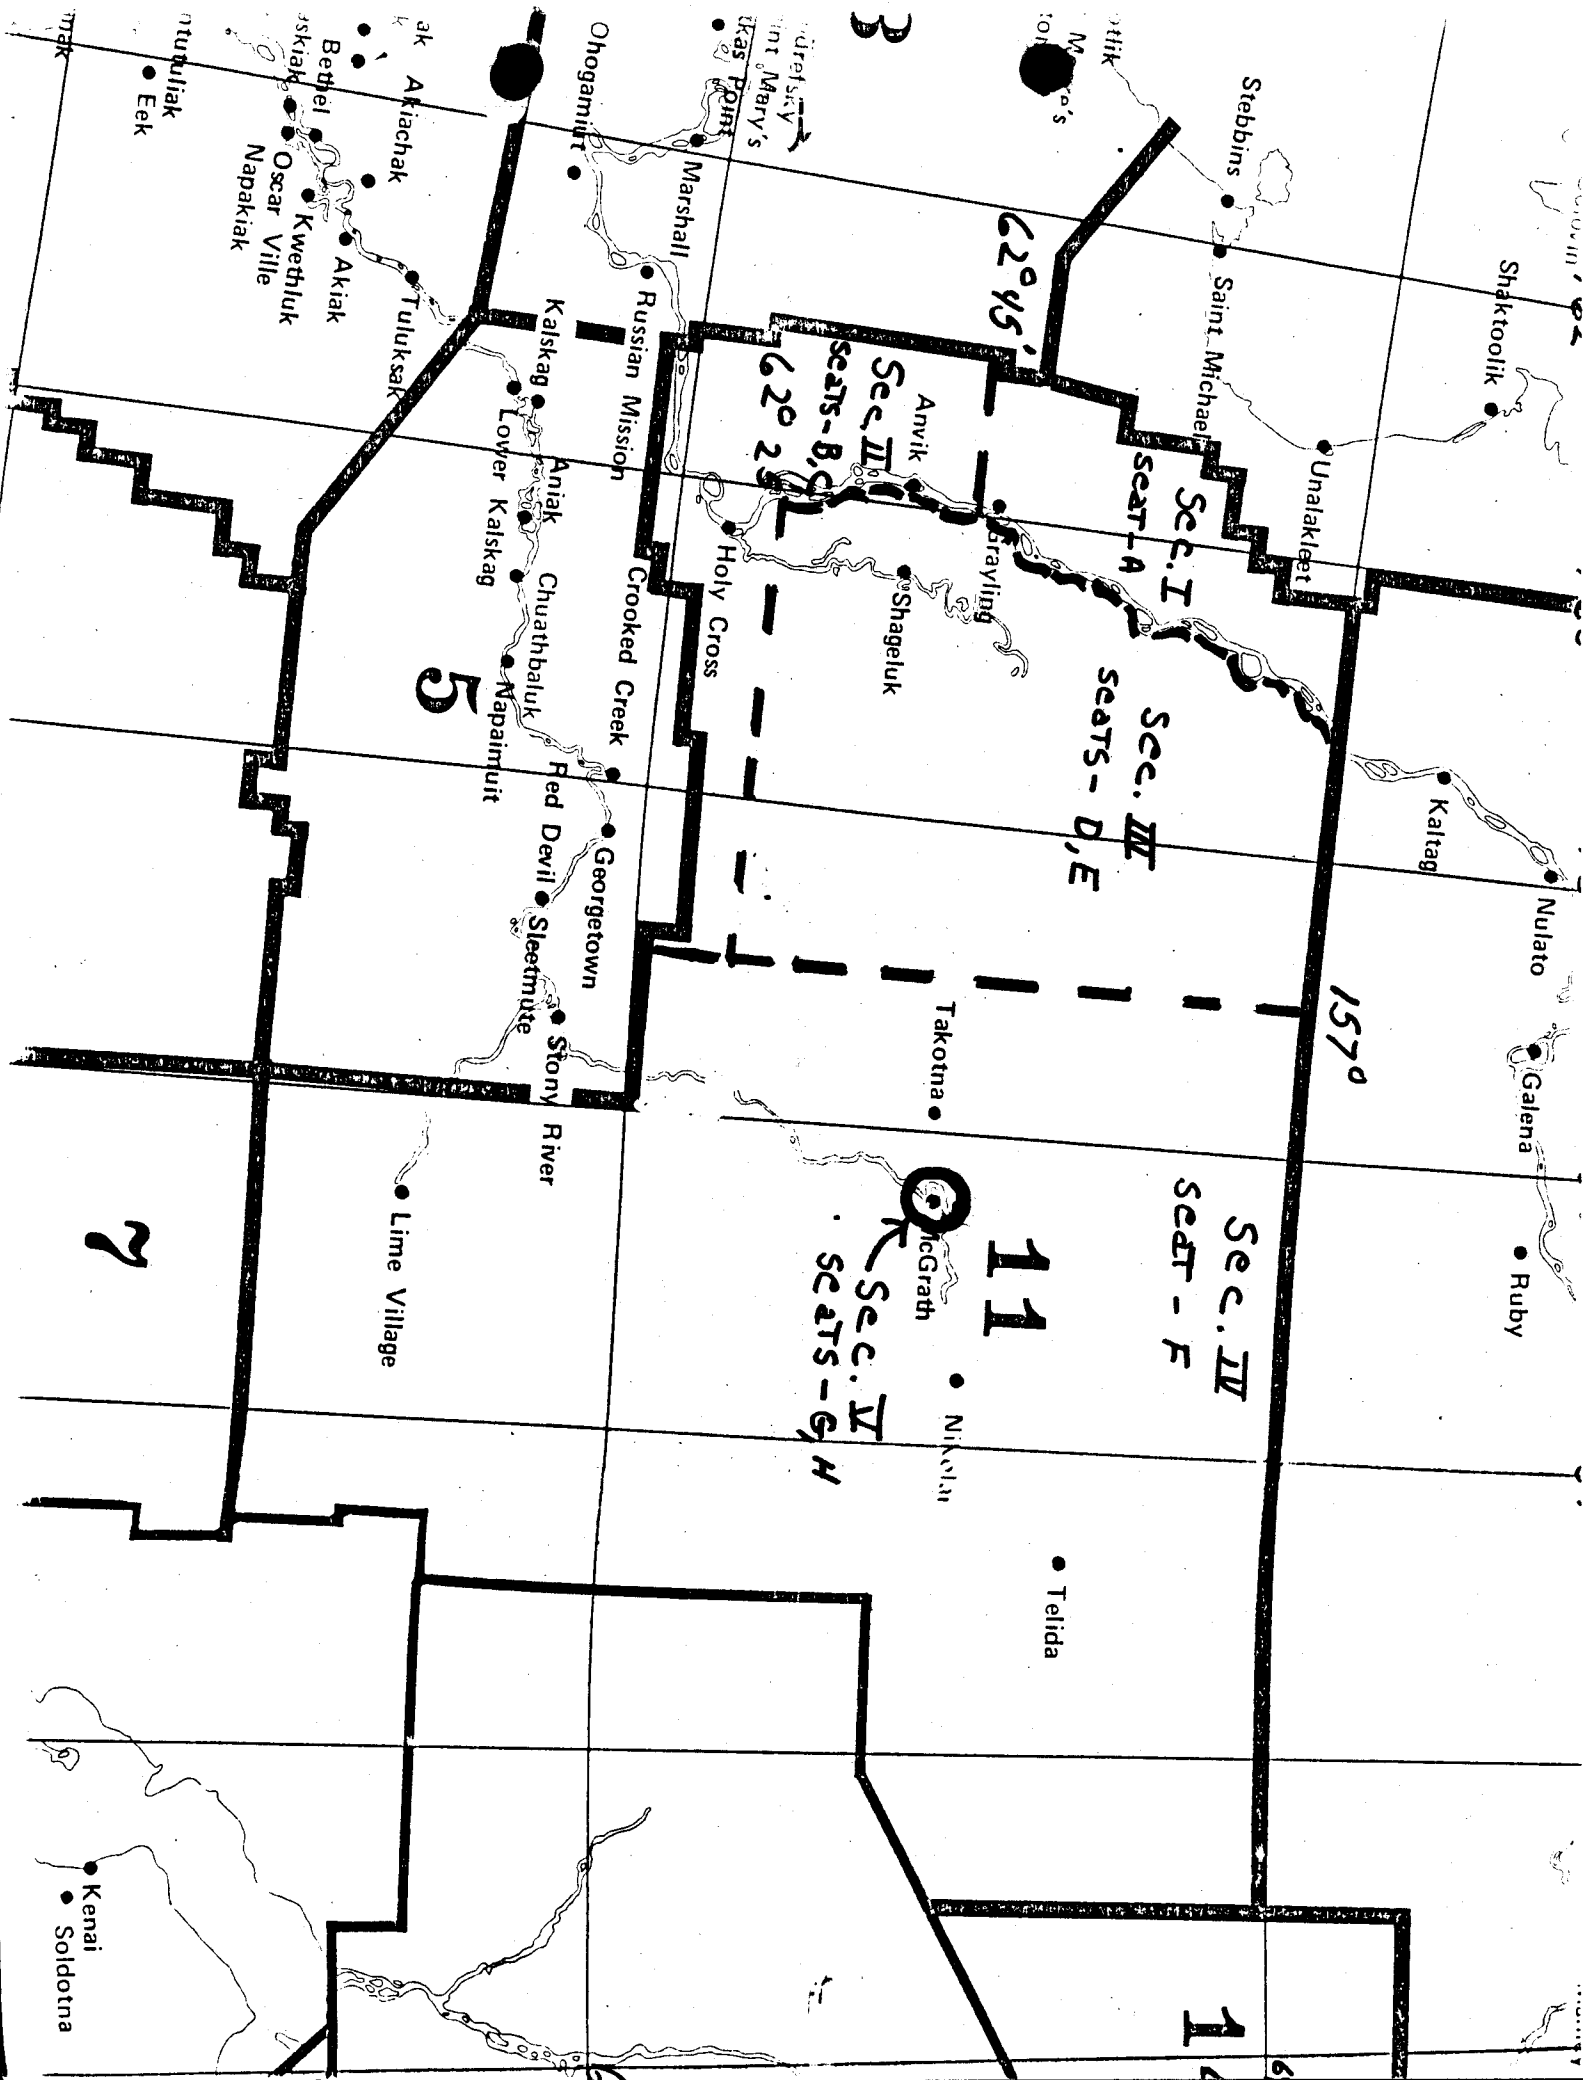 Shaktoolik
Unalakleet
Stebbins
Saint Michael
Kaltag
Nulato
Galena
Ruby
157°
62° 45'
Sec. I
seat-A
Sec. III
seats - D, E
Sec. IV
seat - F
Grayling
Anvik
Sec. II
seats-B,C
Shageluk
Holy Cross
Takotna
11
Sec. V
seats-G,H
Telida
3
Marshall
Ohogamiut
Russian Mission
Kalskag
Lower Kalskag
Aniak
Chuathbaluk
Napaimuit
Crooked Creek
Red Devil
Georgetown
Sleetmute
Stony River
5
Lime Village
7
Akiachak
Bethel
Oscar Ville
Napakiak
Kwethluk
Akiak
Tuluksak
Eek
Kenai
Soldotna